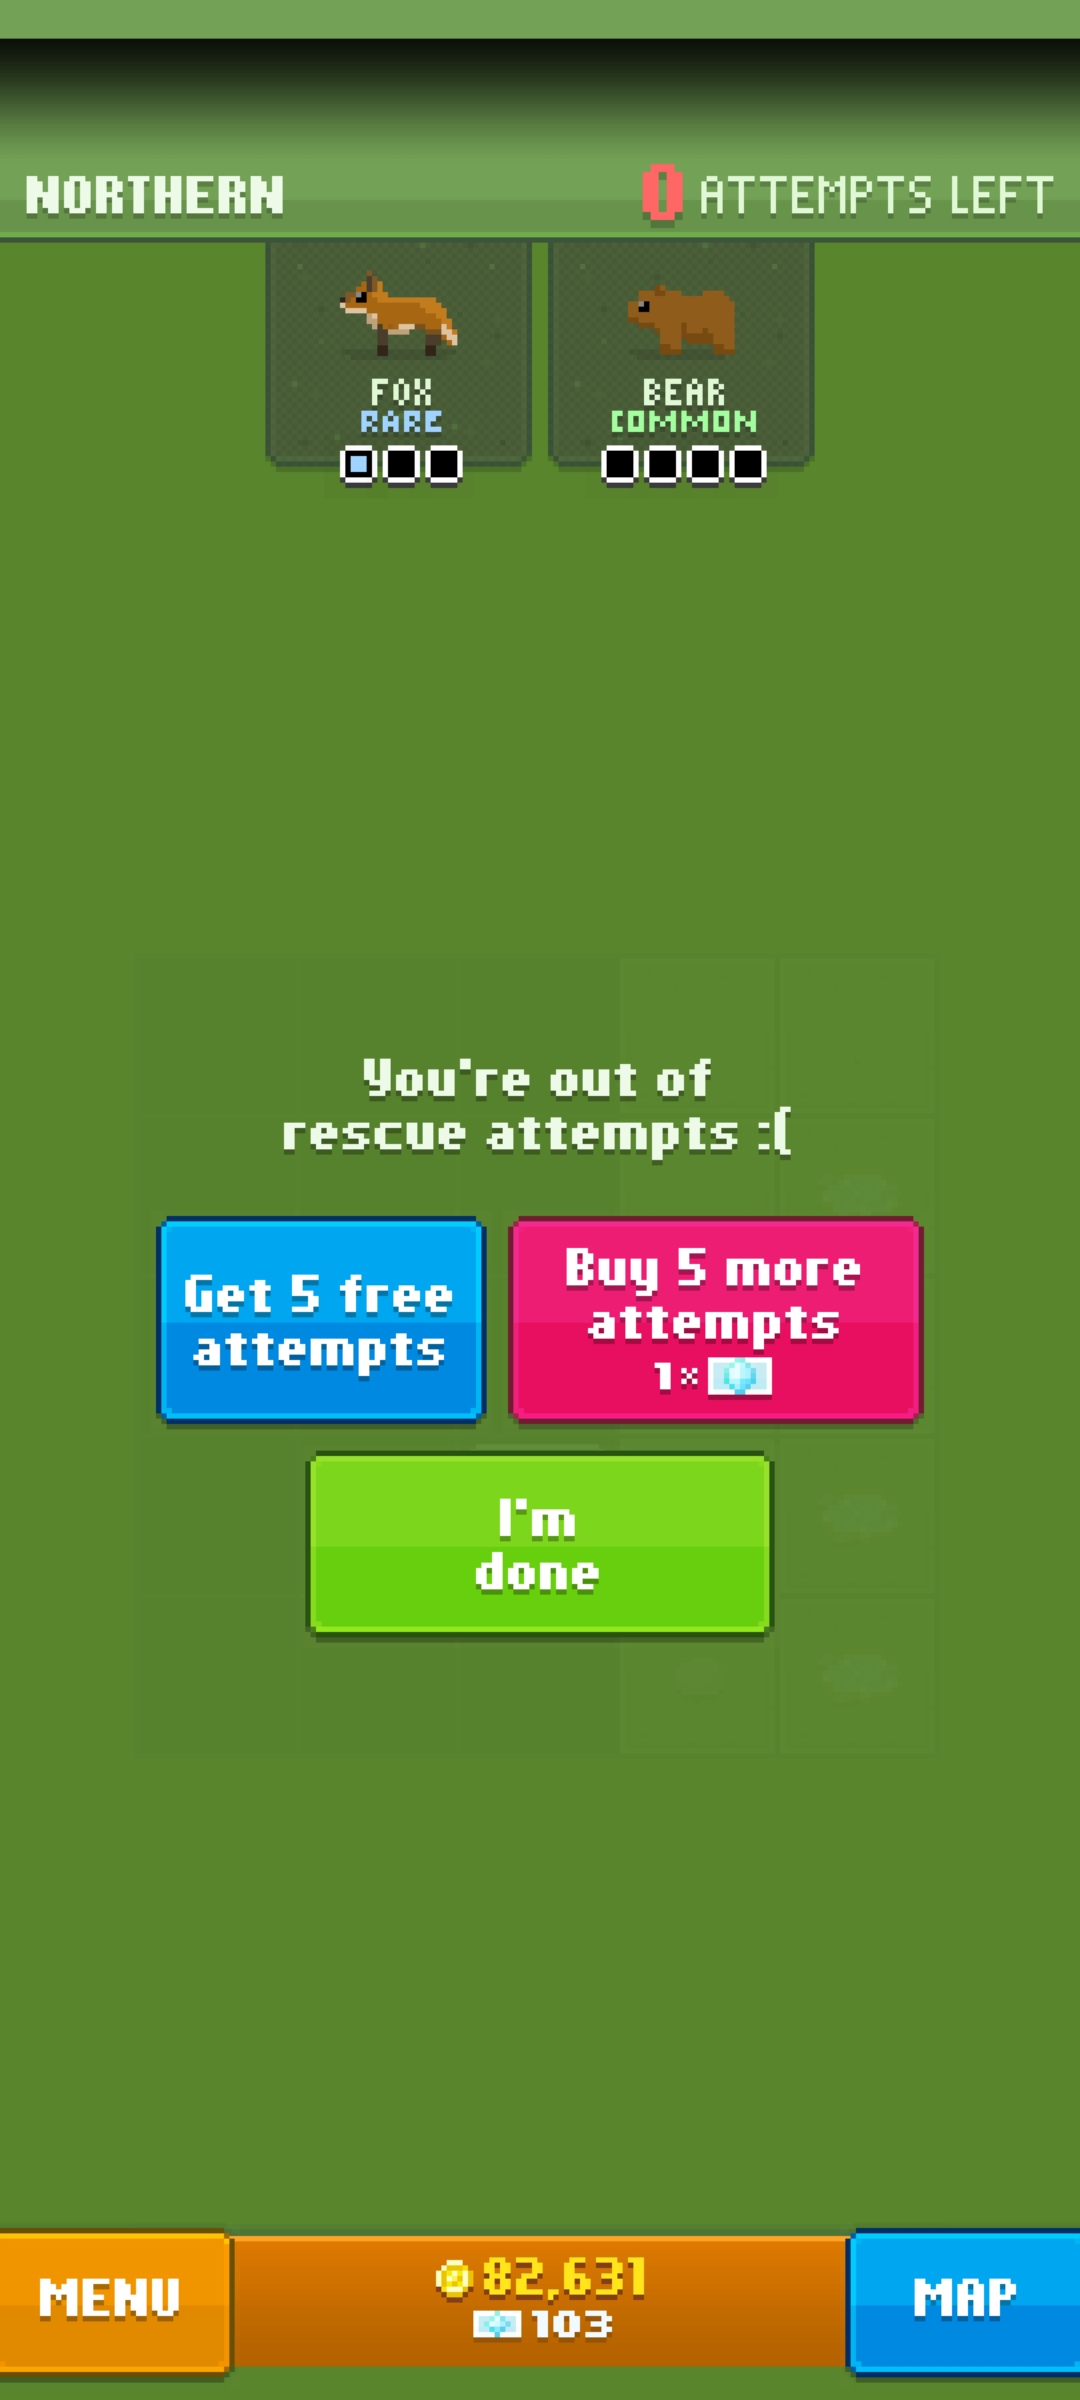 NORTHERN
0 ATTEMPTS LEFT
FOX
RARE
BEAR
COMMON
You're out of
rescue attempts :(
Get 5 free
attempts
Buy 5 more
attempts
1×
I'm
done
MENU
82,631
103
MAP